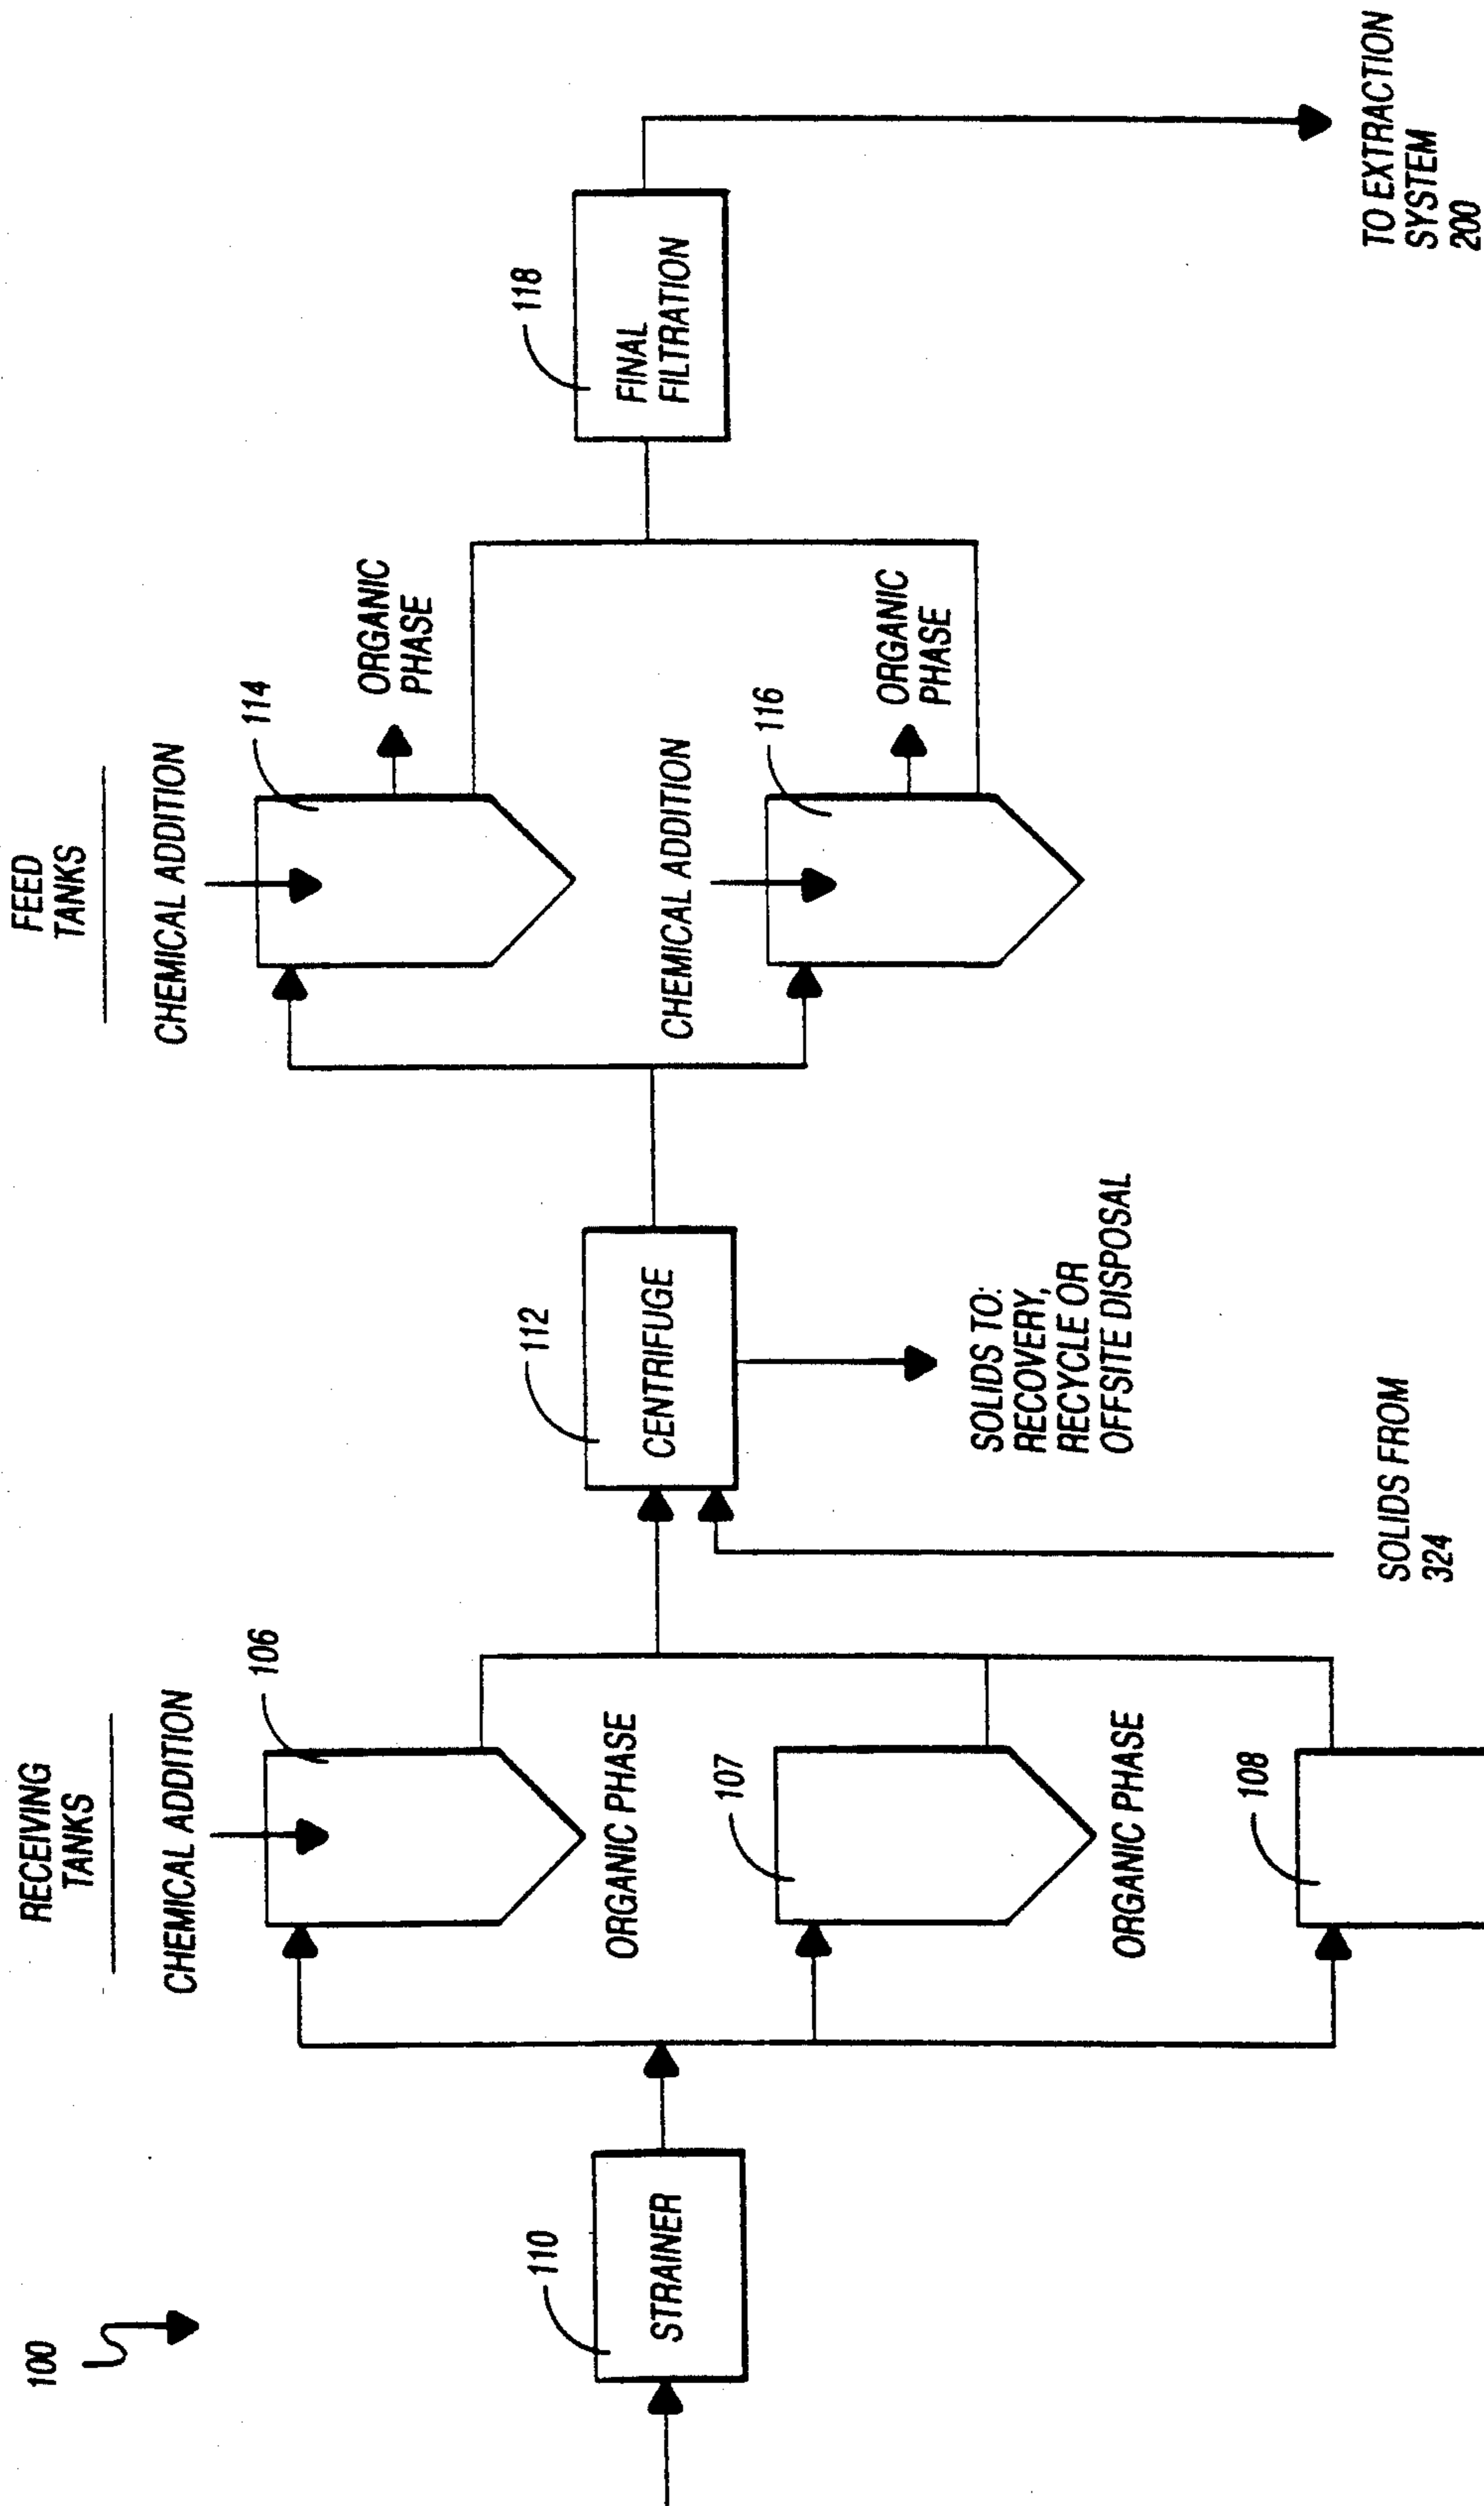 100
RECEIVING
TANKS
FEED
TANKS
CHEMICAL ADDITION
106
CHEMICAL ADDITION
114
ORGANIC
PHASE
110
STRAINER
112
CENTRIFUGE
118
FINAL
FILTRATION
ORGANIC PHASE
107
CHEMICAL ADDITION
116
ORGANIC
PHASE
SOLIDS TO:
RECOVERY,
RECYCLE OR
OFFSITE DISPOSAL
ORGANIC PHASE
108
SOLIDS FROM
324
TO EXTRACTION
SYSTEM
200